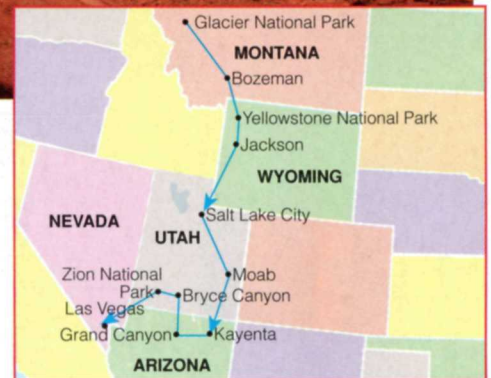 Glacier National Park
MONTANA
Bozeman
Yellowstone National Park
Jackson
WYOMING
Salt Lake City
NEVADA
UTAH
Zion National
Park
Moab
Bryce Canyon
Las Vegas
Grand Canyon
Kayenta
ARIZONA